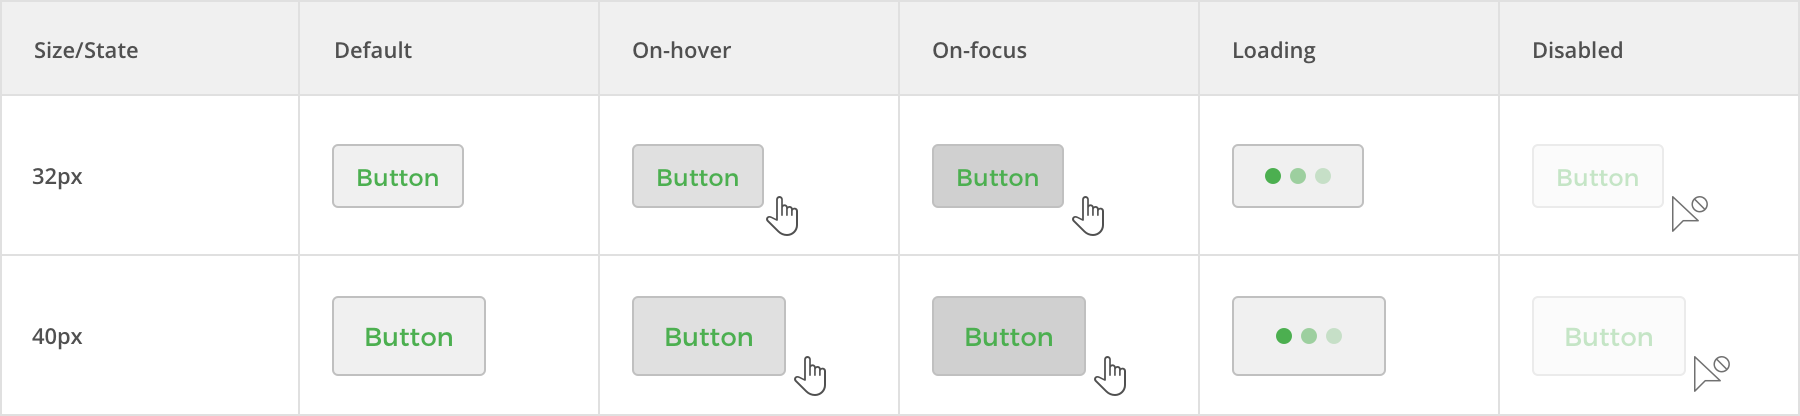 Size/State Default On-hover On-focus Loading Disabled
32px Button Button Button Button
40px Button Button Button Button